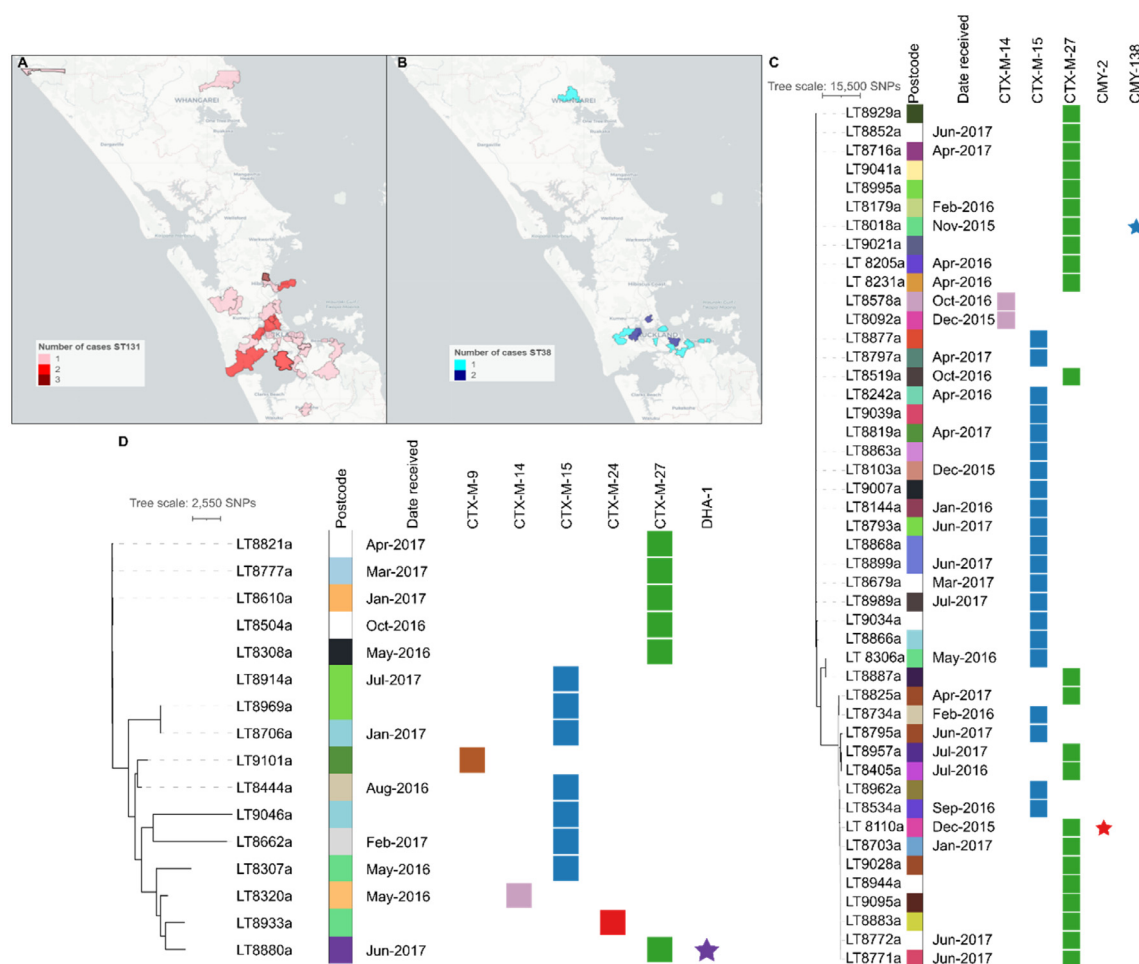 A
WHANGAREI
Dargaville
Wellsford
Number of cases ST131
1
2
3
B
WHANGAREI
Dargaville
Wellsford
Number of cases ST38
1
2
C
Tree scale: 15,500 SNPs
Postcode
Date received
CTX-M-14
CTX-M-15
CTX-M-27
CMY-2
CMY-138
LT8929a
LT8852a Jun-2017
LT8716a Apr-2017
LT9041a
LT8995a
LT8179a Feb-2016
LT8018a Nov-2015
LT9021a
LT 8205a Apr-2016
LT 8231a Apr-2016
LT8578a Oct-2016
LT8092a Dec-2015
LT8877a
LT8797a Apr-2017
LT8519a Oct-2016
LT8242a Apr-2016
LT9039a
LT8819a Apr-2017
LT8863a
LT8103a Dec-2015
LT9007a
LT8144a Jan-2016
LT8793a Jun-2017
LT8868a
LT8899a Jun-2017
LT8679a Mar-2017
LT8989a Jul-2017
LT9034a
LT8866a
LT 8306a May-2016
LT8887a
LT8825a Apr-2017
LT8734a Feb-2016
LT8795a Jun-2017
LT8957a Jul-2017
LT8405a Jul-2016
LT8962a
LT8534a Sep-2016
LT 8110a Dec-2015
LT8703a Jan-2017
LT9028a
LT8944a
LT9095a
LT8883a
LT8772a Jun-2017
LT8771a Jun-2017
D
Tree scale: 2,550 SNPs
Postcode
Date received
CTX-M-9
CTX-M-14
CTX-M-15
CTX-M-24
CTX-M-27
DHA-1
LT8821a Apr-2017
LT8777a Mar-2017
LT8610a Jan-2017
LT8504a Oct-2016
LT8308a May-2016
LT8914a Jul-2017
LT8969a
LT8706a Jan-2017
LT9101a
LT8444a Aug-2016
LT9046a
LT8662a Feb-2017
LT8307a May-2016
LT8320a May-2016
LT8933a
LT8880a Jun-2017